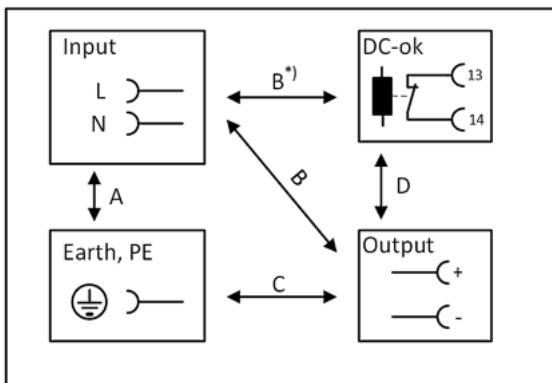 Input
L
N
B*)
DC-ok
13
14
A
B
D
Earth, PE
C
Output
+
-